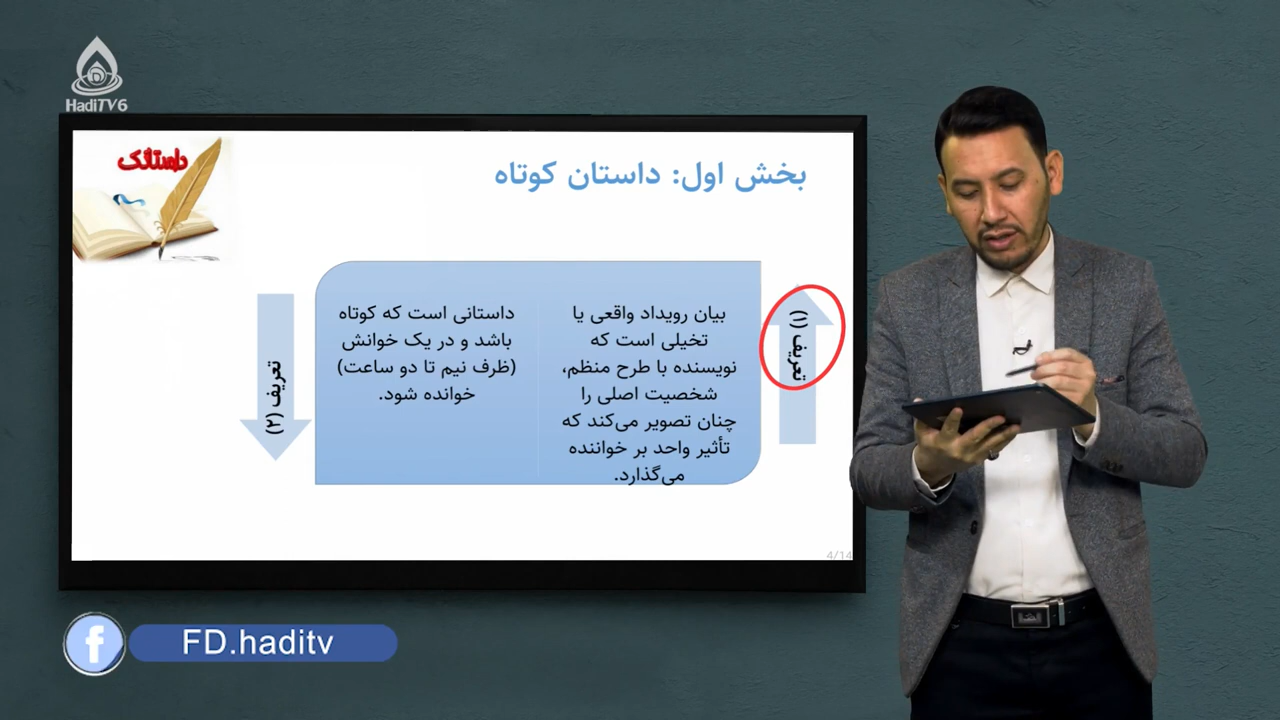 HadiTV6
داستانک
بخش اول: داستان کوتاه
تعریف (۱)
بیان رویداد واقعی یا
تخیلی است که
نویسنده با طرح منظم،
شخصیت اصلی را
چنان تصویر می‌کند که
تأثیر واحد بر خواننده
می‌گذارد.
داستانی است که کوتاه
باشد و در یک خوانش
(ظرف نیم تا دو ساعت)
خوانده شود.
تعریف (۲)
4/14
FD.haditv